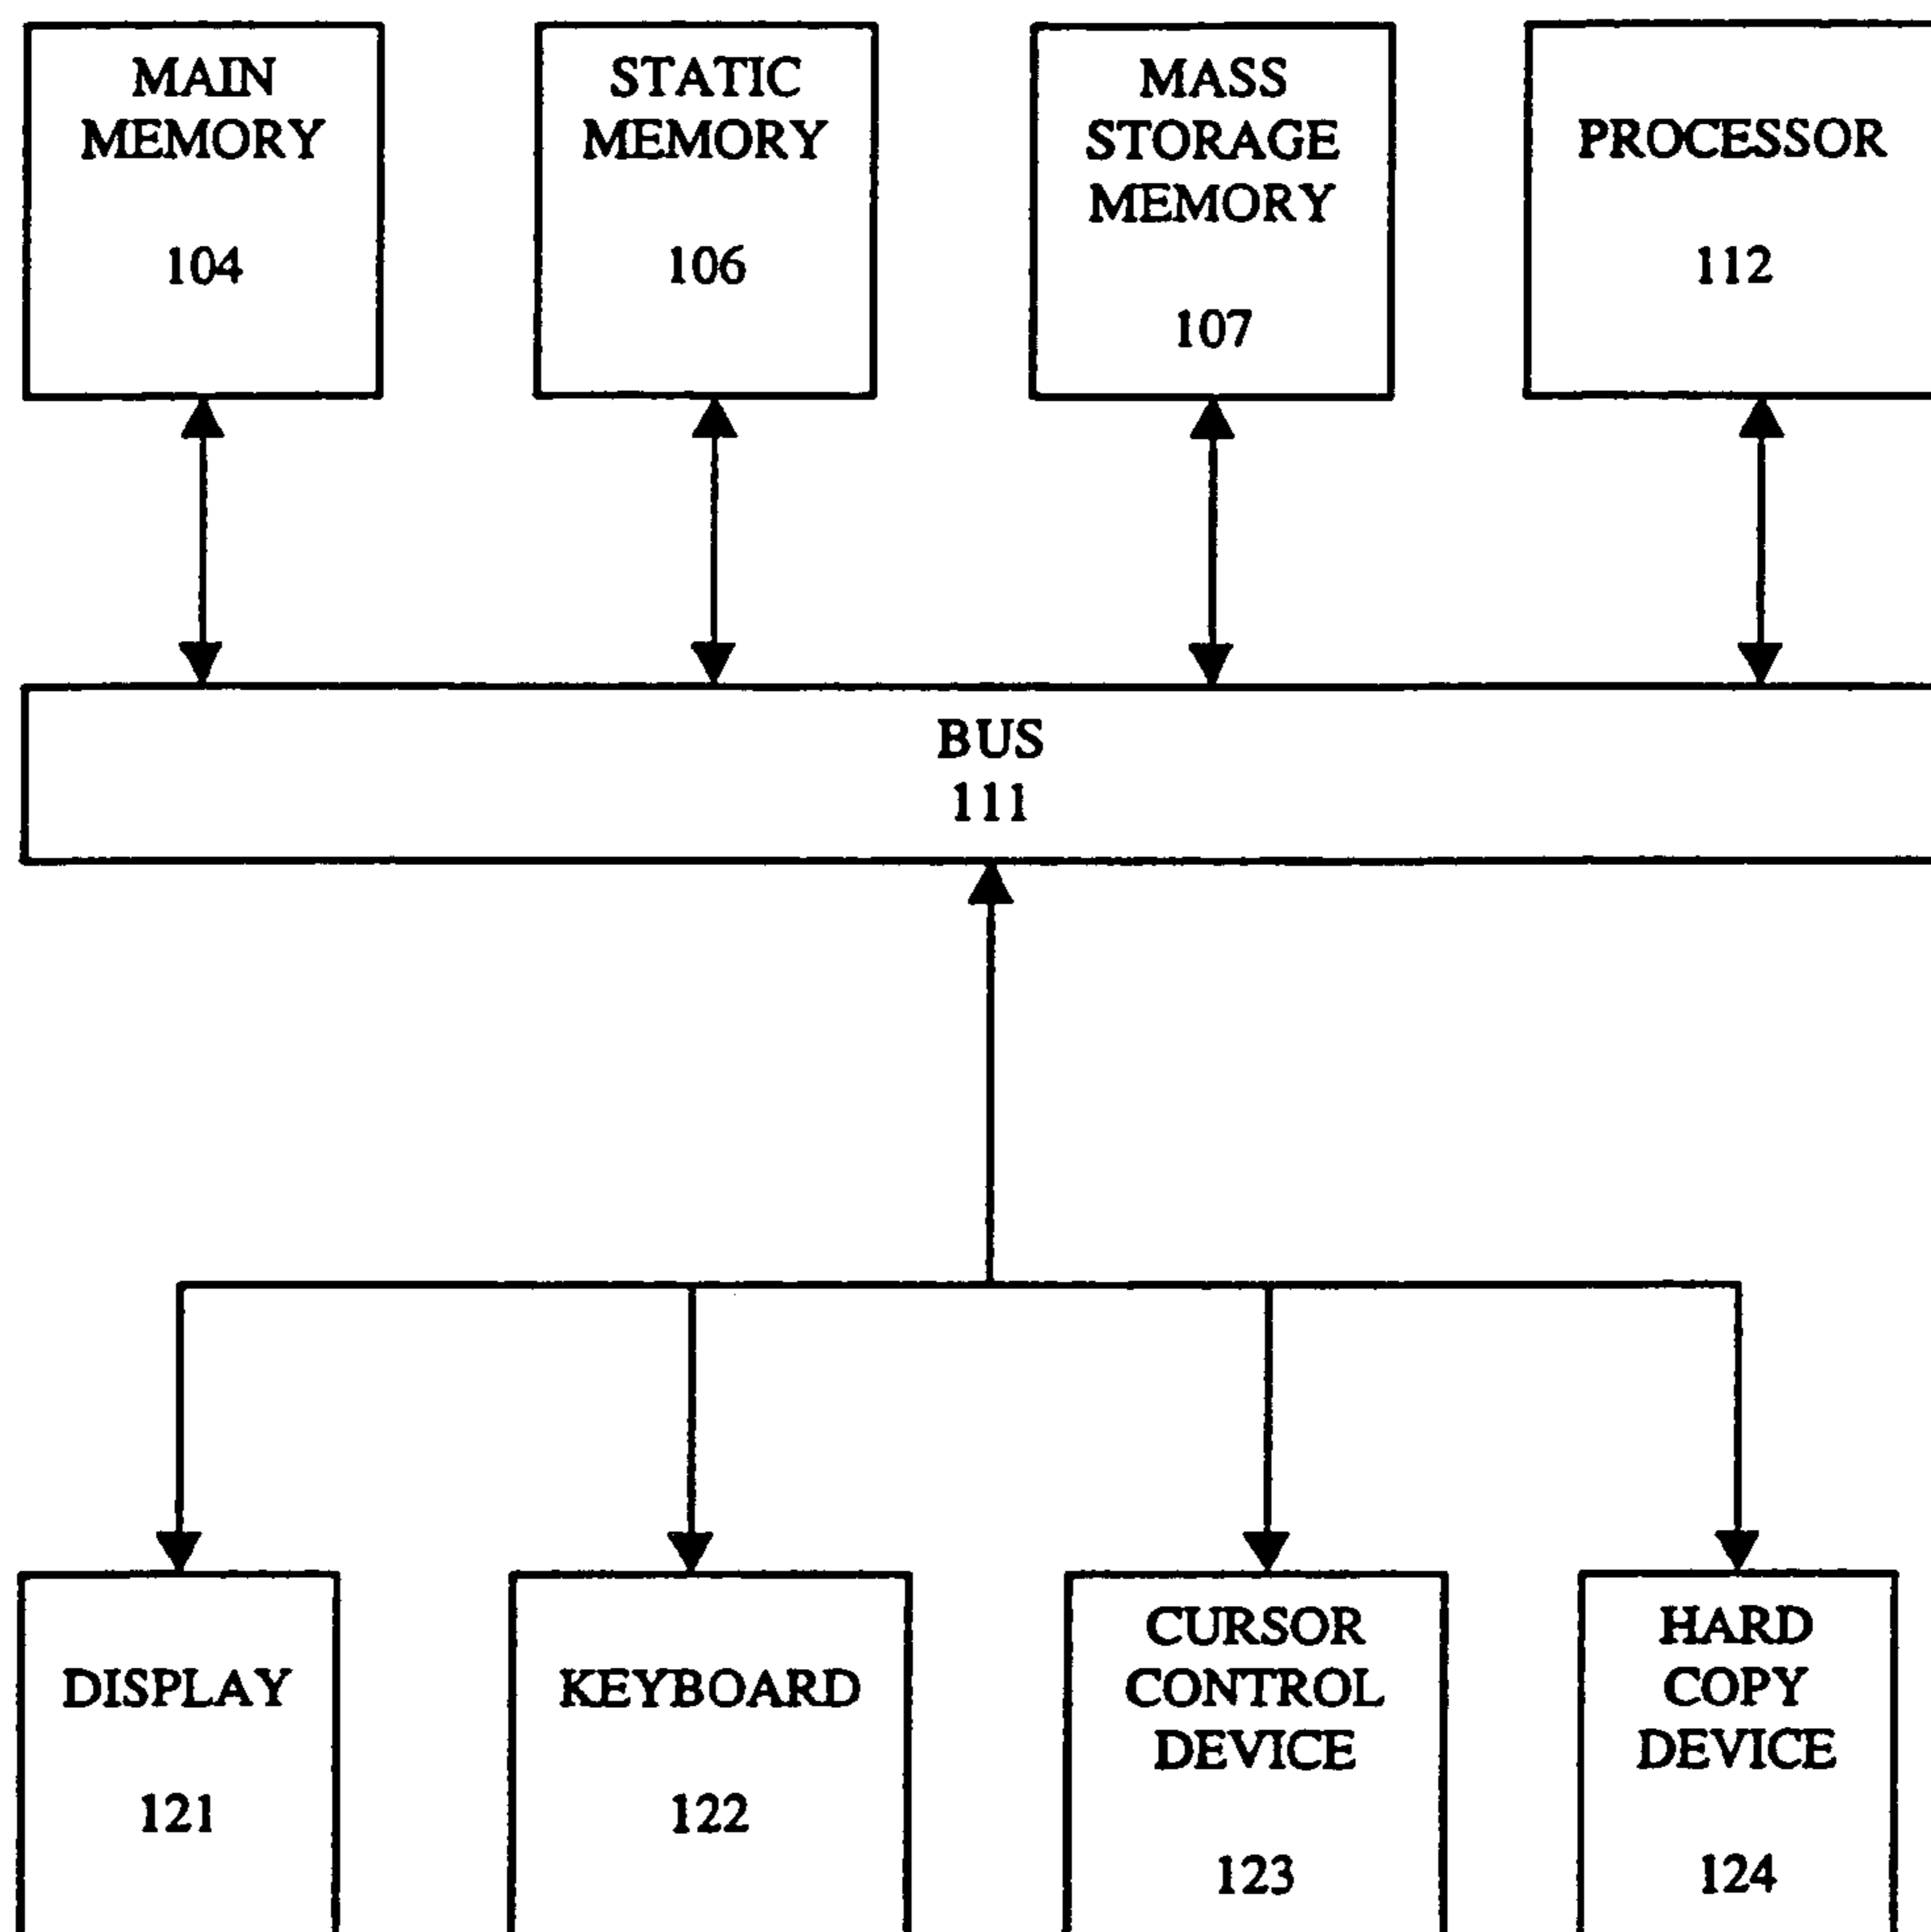 MAIN
MEMORY
104
STATIC
MEMORY
106
MASS
STORAGE
MEMORY
107
PROCESSOR
112
BUS
111
DISPLAY
121
KEYBOARD
122
CURSOR
CONTROL
DEVICE
123
HARD
COPY
DEVICE
124